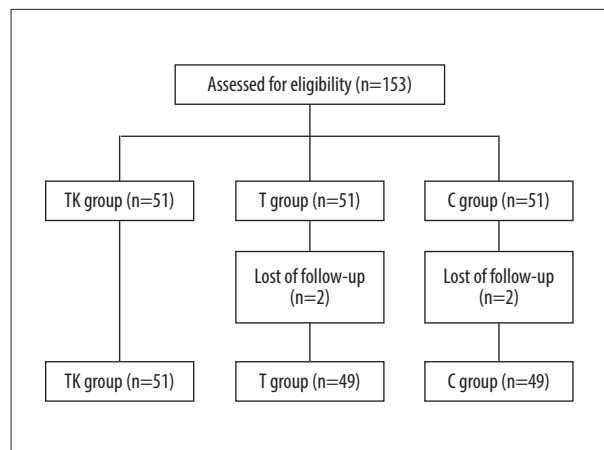 Assessed for eligibility (n=153)
TK group (n=51)
T group (n=51)
C group (n=51)
Lost of follow-up
(n=2)
Lost of follow-up
(n=2)
TK group (n=51)
T group (n=49)
C group (n=49)